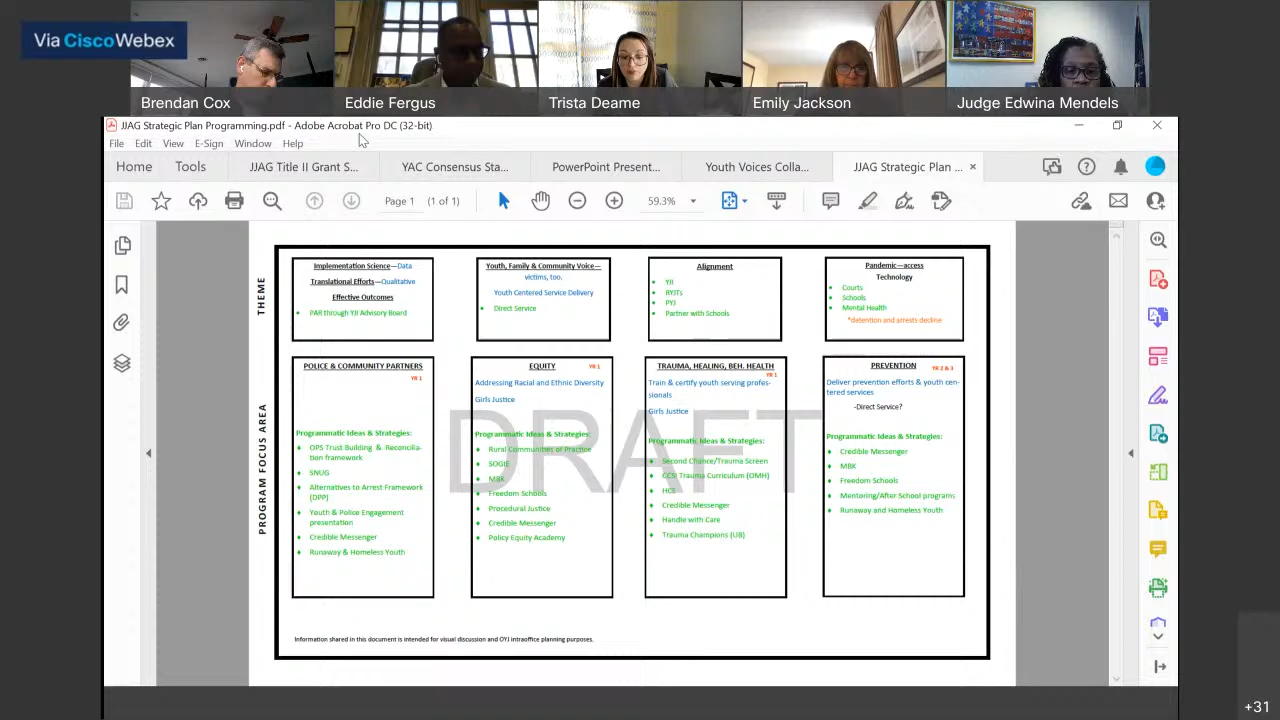 Via Cisco Webex
Brendan Cox
Eddie Fergus
Trista Deame
Emily Jackson
Judge Edwina Mendels
JJAG Strategic Plan Programming.pdf - Adobe Acrobat Pro DC (32-bit)
File Edit View E-Sign Window Help
Home Tools JJAG Title II Grant S... YAC Consensus Sta... PowerPoint Present... Youth Voices Colla... JJAG Strategic Plan ... ×
Page 1 (1 of 1) 59.3%
THEME
Implementation Science—Data
Translational Efforts—Qualitative
Effective Outcomes
PAR through YJI Advisory Board
Youth, Family & Community Voice—
victims, too.
Youth Centered Service Delivery
Direct Service
Alignment
YJI
RYJTs
PYJ
Partner with Schools
Pandemic—access
Technology
Courts
Schools
Mental Health
*detention and arrests decline
PROGRAM FOCUS AREA
POLICE & COMMUNITY PARTNERS
YR 1
Programmatic Ideas & Strategies:
OPS Trust Building & Reconcilia-
tion framework
SNUG
Alternatives to Arrest Framework
(DPP)
Youth & Police Engagement
presentation
Credible Messenger
Runaway & Homeless Youth
EQUITY YR 1
Addressing Racial and Ethnic Diversity
Girls Justice
Programmatic Ideas & Strategies:
Rural Communities of Practice
SOGIE
MBK
Freedom Schools
Procedural Justice
Credible Messenger
Policy Equity Academy
TRAUMA, HEALING, BEH. HEALTH
YR 1
Train & certify youth serving profes-
sionals
Girls Justice
Programmatic Ideas & Strategies:
Second Chance/Trauma Screen
CCSI Trauma Curriculum (OMH)
HCS
Credible Messenger
Handle with Care
Trauma Champions (UB)
PREVENTION YR 2 & 3
Deliver prevention efforts & youth cen-
tered services
-Direct Service?
Programmatic Ideas & Strategies:
Credible Messenger
MBK
Freedom Schools
Mentoring/After School programs
Runaway and Homeless Youth
DRAFT
Information shared in this document is intended for visual discussion and OYJ intraoffice planning purposes.
+31